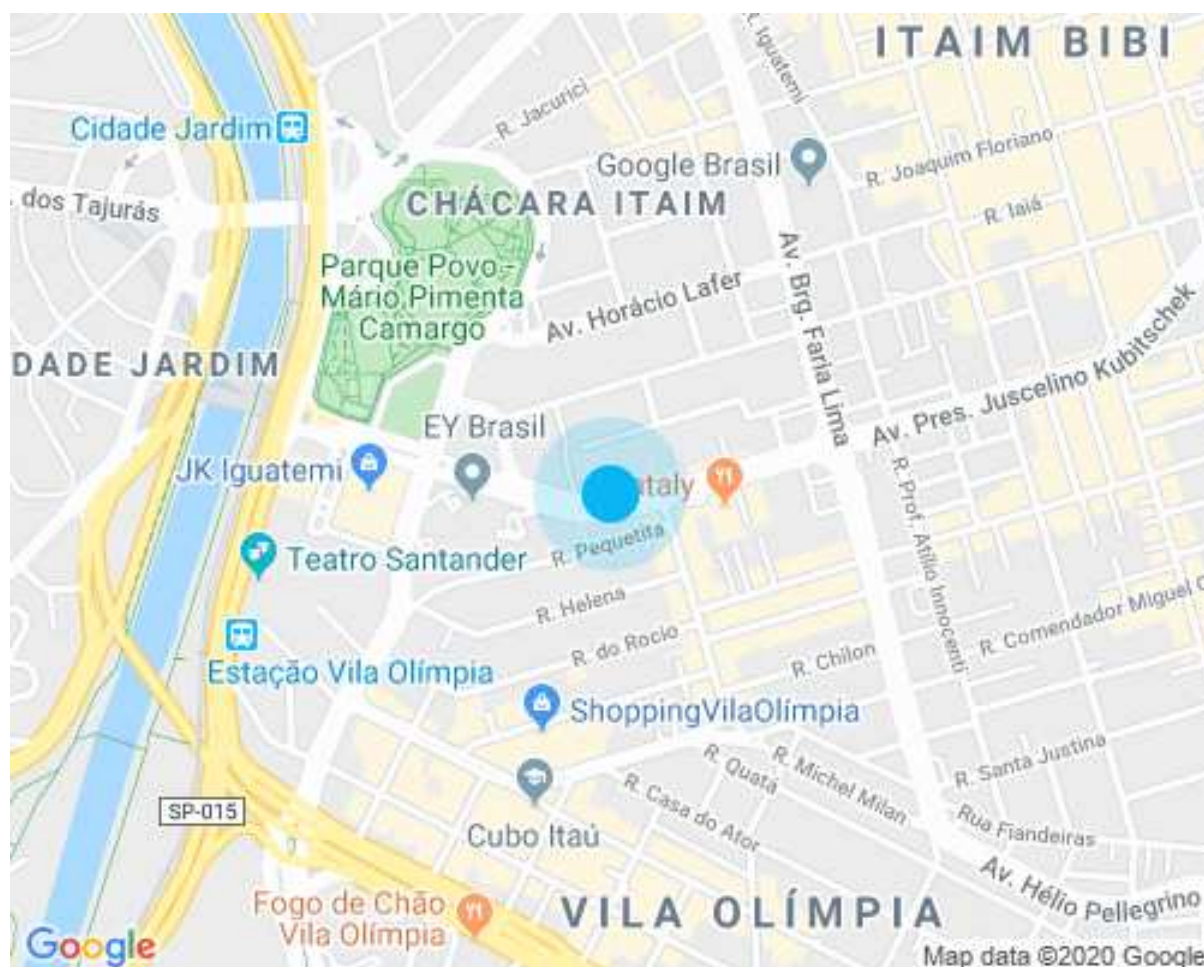 ITAIM BIBI
R. Iguatemi
R. Jacurici
Cidade Jardim
Google Brasil
R. Joaquim Floriano
. dos Tajurás
CHÁCARA ITAIM
R. Iaiá
Parque Povo -
Mário Pimenta
Camargo
Av. Horácio Lafer
Av. Brg. Faria Lima
DADE JARDIM
Av. Pres. Juscelino Kubitschek
EY Brasil
JK Iguatemi
taly
R. Prof. Atílio Innocenti
R. Pequetita
Teatro Santander
R. Helena
R. Comendador Miguel
R. do Rocio
R. Chilon
Estação Vila Olímpia
ShoppingVilaOlímpia
R. Quatá
R. Michel Milan
R. Santa Justina
R. Casa do Ator
SP-015
Cubo Itaú
Rua Fiandeiras
Av. Hélio Pellegrino
Fogo de Chão
Vila Olímpia
VILA OLÍMPIA
Google
Map data ©2020 Google